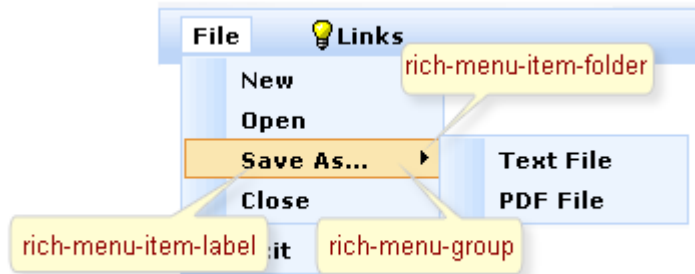 File Links
rich-menu-item-folder
New
Open
Save As... Text File
Close PDF File
rich-menu-item-label rich-menu-group
it